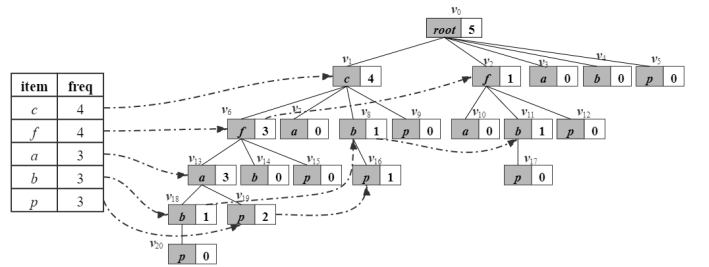 v0
root 5
v1 v2 v3 v4 v5
c 4 f 1 a 0 b 0 p 0
item freq
c 4
f 4
a 3
b 3
p 3
v6 v7 v8 v9 v10 v11 v12
f 3 a 0 b 1 p 0 a 0 b 1 p 0
v13 v14 v15 v16 v17
a 3 b 0 p 0 p 1 p 0
v18 v19
b 1 p 2
v20
p 0